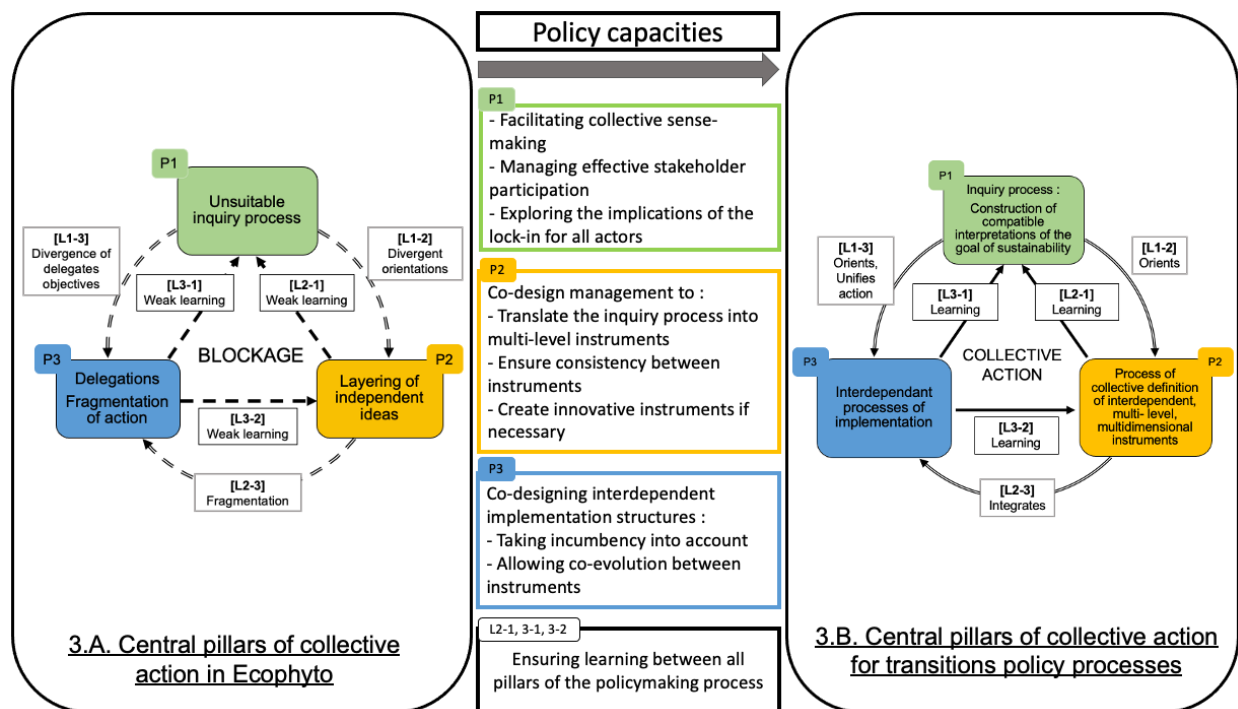 P1
Unsuitable
inquiry process
[L1-3]
Divergence of
delegates
objectives
[L1-2]
Divergent
orientations
[L3-1]
Weak learning
[L2-1]
Weak learning
BLOCKAGE
P3
Delegations
Fragmentation
of action
P2
Layering of
independent
ideas
[L3-2]
Weak learning
[L2-3]
Fragmentation
3.A. Central pillars of collective
action in Ecophyto
Policy capacities
P1
- Facilitating collective sense-
making
- Managing effective stakeholder
participation
- Exploring the implications of the
lock-in for all actors
P2
Co-design management to :
- Translate the inquiry process into
multi-level instruments
- Ensure consistency between
instruments
- Create innovative instruments if
necessary
P3
Co-designing interdependent
implementation structures :
- Taking incumbency into account
- Allowing co-evolution between
instruments
L2-1, 3-1, 3-2
Ensuring learning between all
pillars of the policymaking process
P1
Inquiry process :
Construction of
compatible
interpretations of the
goal of sustainability
[L1-3]
Orients,
Unifies
action
[L1-2]
Orients
[L3-1]
Learning
[L2-1]
Learning
COLLECTIVE
ACTION
P3
Interdependant
processes of
implementation
P2
Process of
collective definition
of interdependent,
multi- level,
multidimensional
instruments
[L3-2]
Learning
[L2-3]
Integrates
3.B. Central pillars of collective action
for transitions policy processes